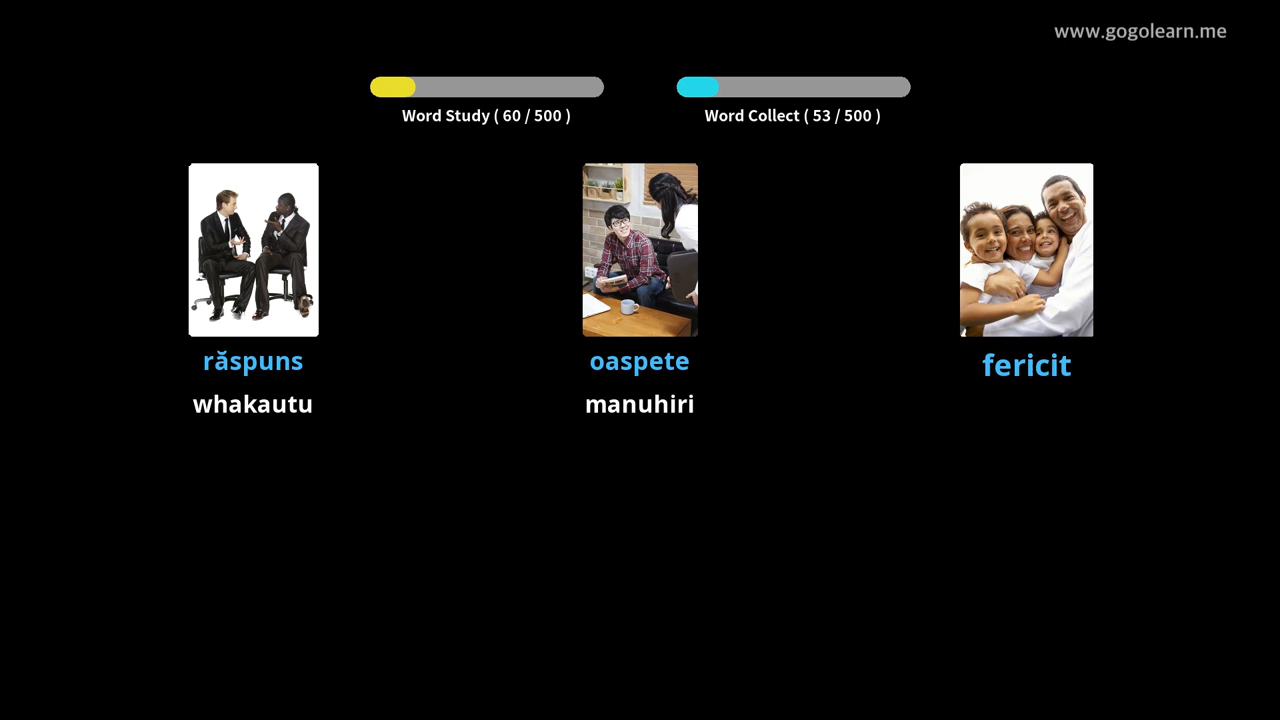 www.gogolearn.me
Word Study ( 60 / 500 )
Word Collect ( 53 / 500 )
răspuns
whakautu
oaspete
manuhiri
fericit